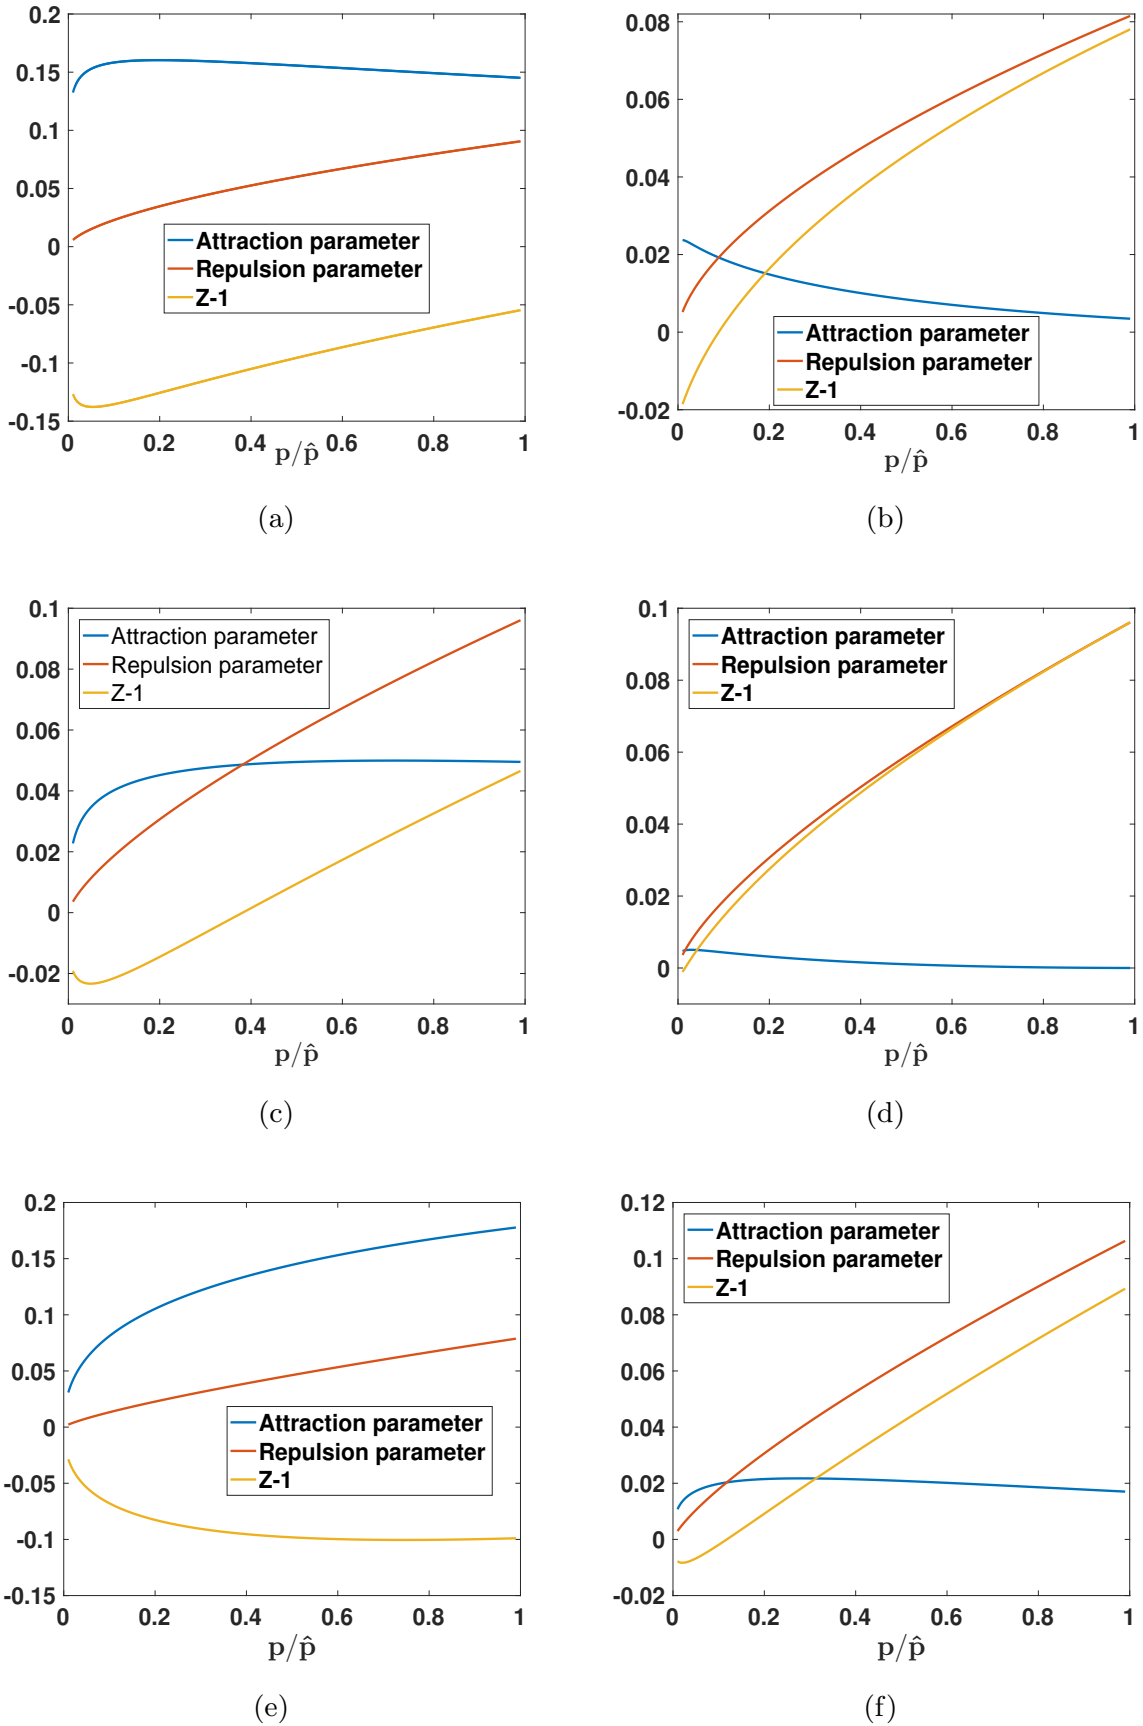 0.2
0.15
0.1
0.05
0
-0.05
-0.1
-0.15
0 0.2 0.4 0.6 0.8 1
p/p̂
Attraction parameter
Repulsion parameter
Z-1
(a)
0.08
0.06
0.04
0.02
0
-0.02
0 0.2 0.4 0.6 0.8 1
p/p̂
Attraction parameter
Repulsion parameter
Z-1
(b)
0.1
0.08
0.06
0.04
0.02
0
-0.02
0 0.2 0.4 0.6 0.8 1
p/p̂
Attraction parameter
Repulsion parameter
Z-1
(c)
0.1
0.08
0.06
0.04
0.02
0
0 0.2 0.4 0.6 0.8 1
p/p̂
Attraction parameter
Repulsion parameter
Z-1
(d)
0.2
0.15
0.1
0.05
0
-0.05
-0.1
-0.15
0 0.2 0.4 0.6 0.8 1
p/p̂
Attraction parameter
Repulsion parameter
Z-1
(e)
0.12
0.1
0.08
0.06
0.04
0.02
0
-0.02
0 0.2 0.4 0.6 0.8 1
p/p̂
Attraction parameter
Repulsion parameter
Z-1
(f)